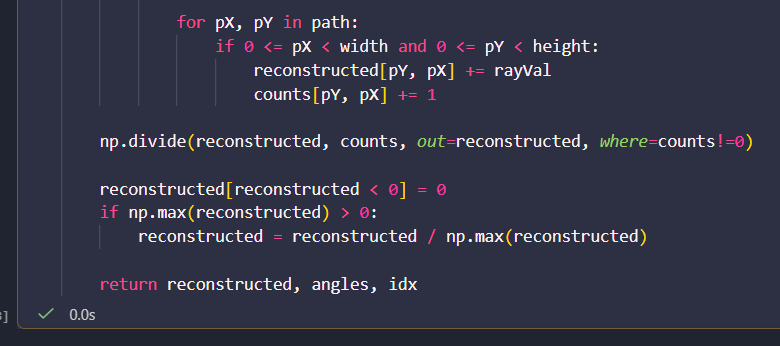 for pX, pY in path:
if 0 <= pX < width and 0 <= pY < height:
reconstructed[pY, pX] += rayVal
counts[pY, pX] += 1
np.divide(reconstructed, counts, out=reconstructed, where=counts!=0)
reconstructed[reconstructed < 0] = 0
if np.max(reconstructed) > 0:
reconstructed = reconstructed / np.max(reconstructed)
return reconstructed, angles, idx
] ✓ 0.0s